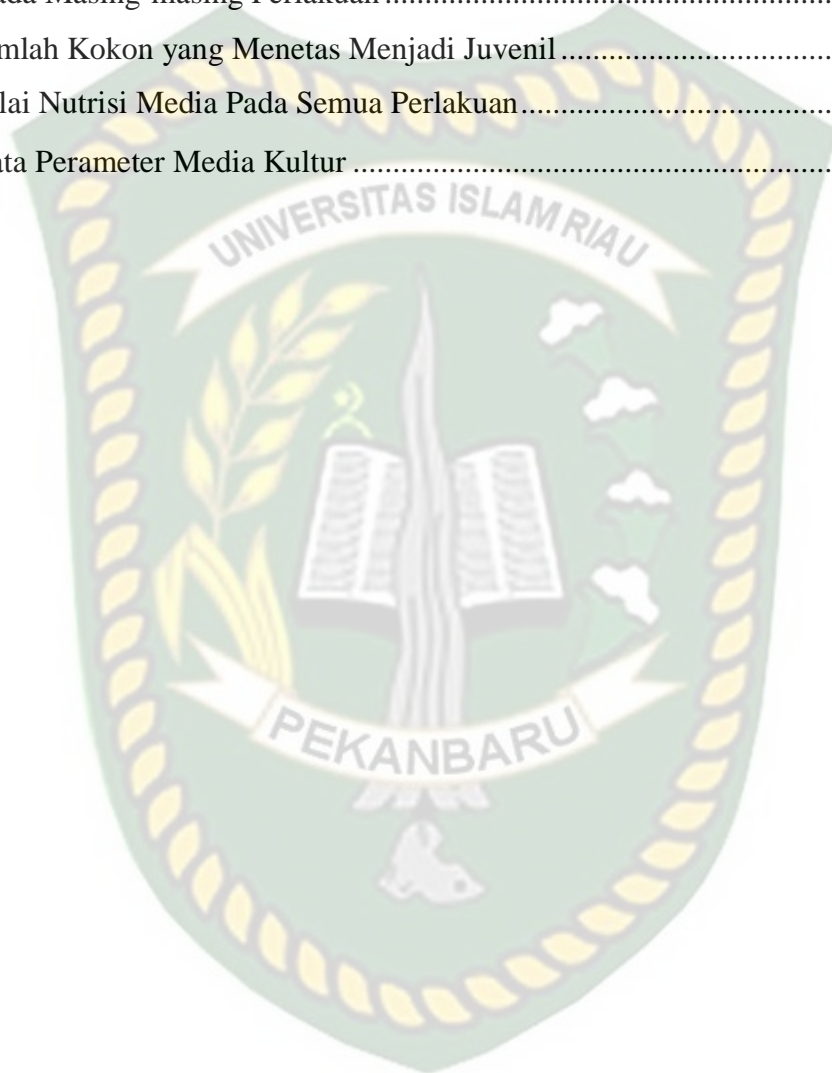 ada Masing-masing Perlakuan ............................................................
mlah Kokon yang Menetas Menjadi Juvenil ......................................
lai Nutrisi Media Pada Semua Perlakuan...........................................
ata Perameter Media Kultur ................................................................
UNIVERSITAS ISLAM RIAU
PEKANBARU